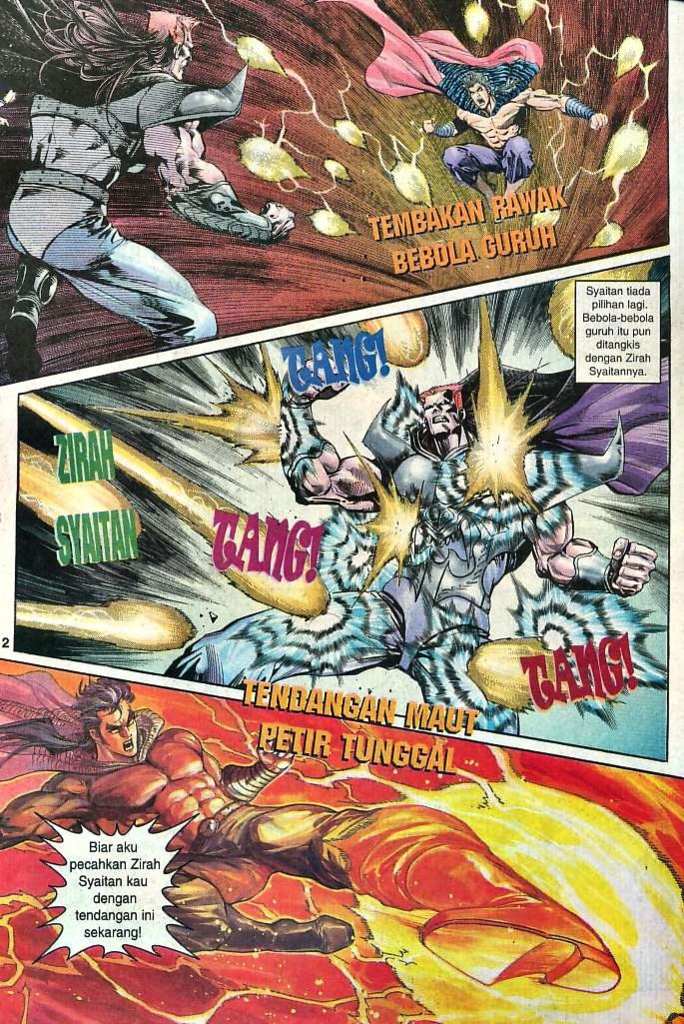 TEMBAKAN RAWAK
BEBOLA GURUH
Syaitan tiada
pilihan lagi.
Bebola-bebola
guruh itu pun
ditangkis
dengan Zirah
Syaitannya.
TANG!
ZIRAH
SYAITAN
TANG!
TANG!
2
TENDANGAN MAUT
PETIR TUNGGAL
Biar aku
pecahkan Zirah
Syaitan kau
dengan
tendangan ini
sekarang!